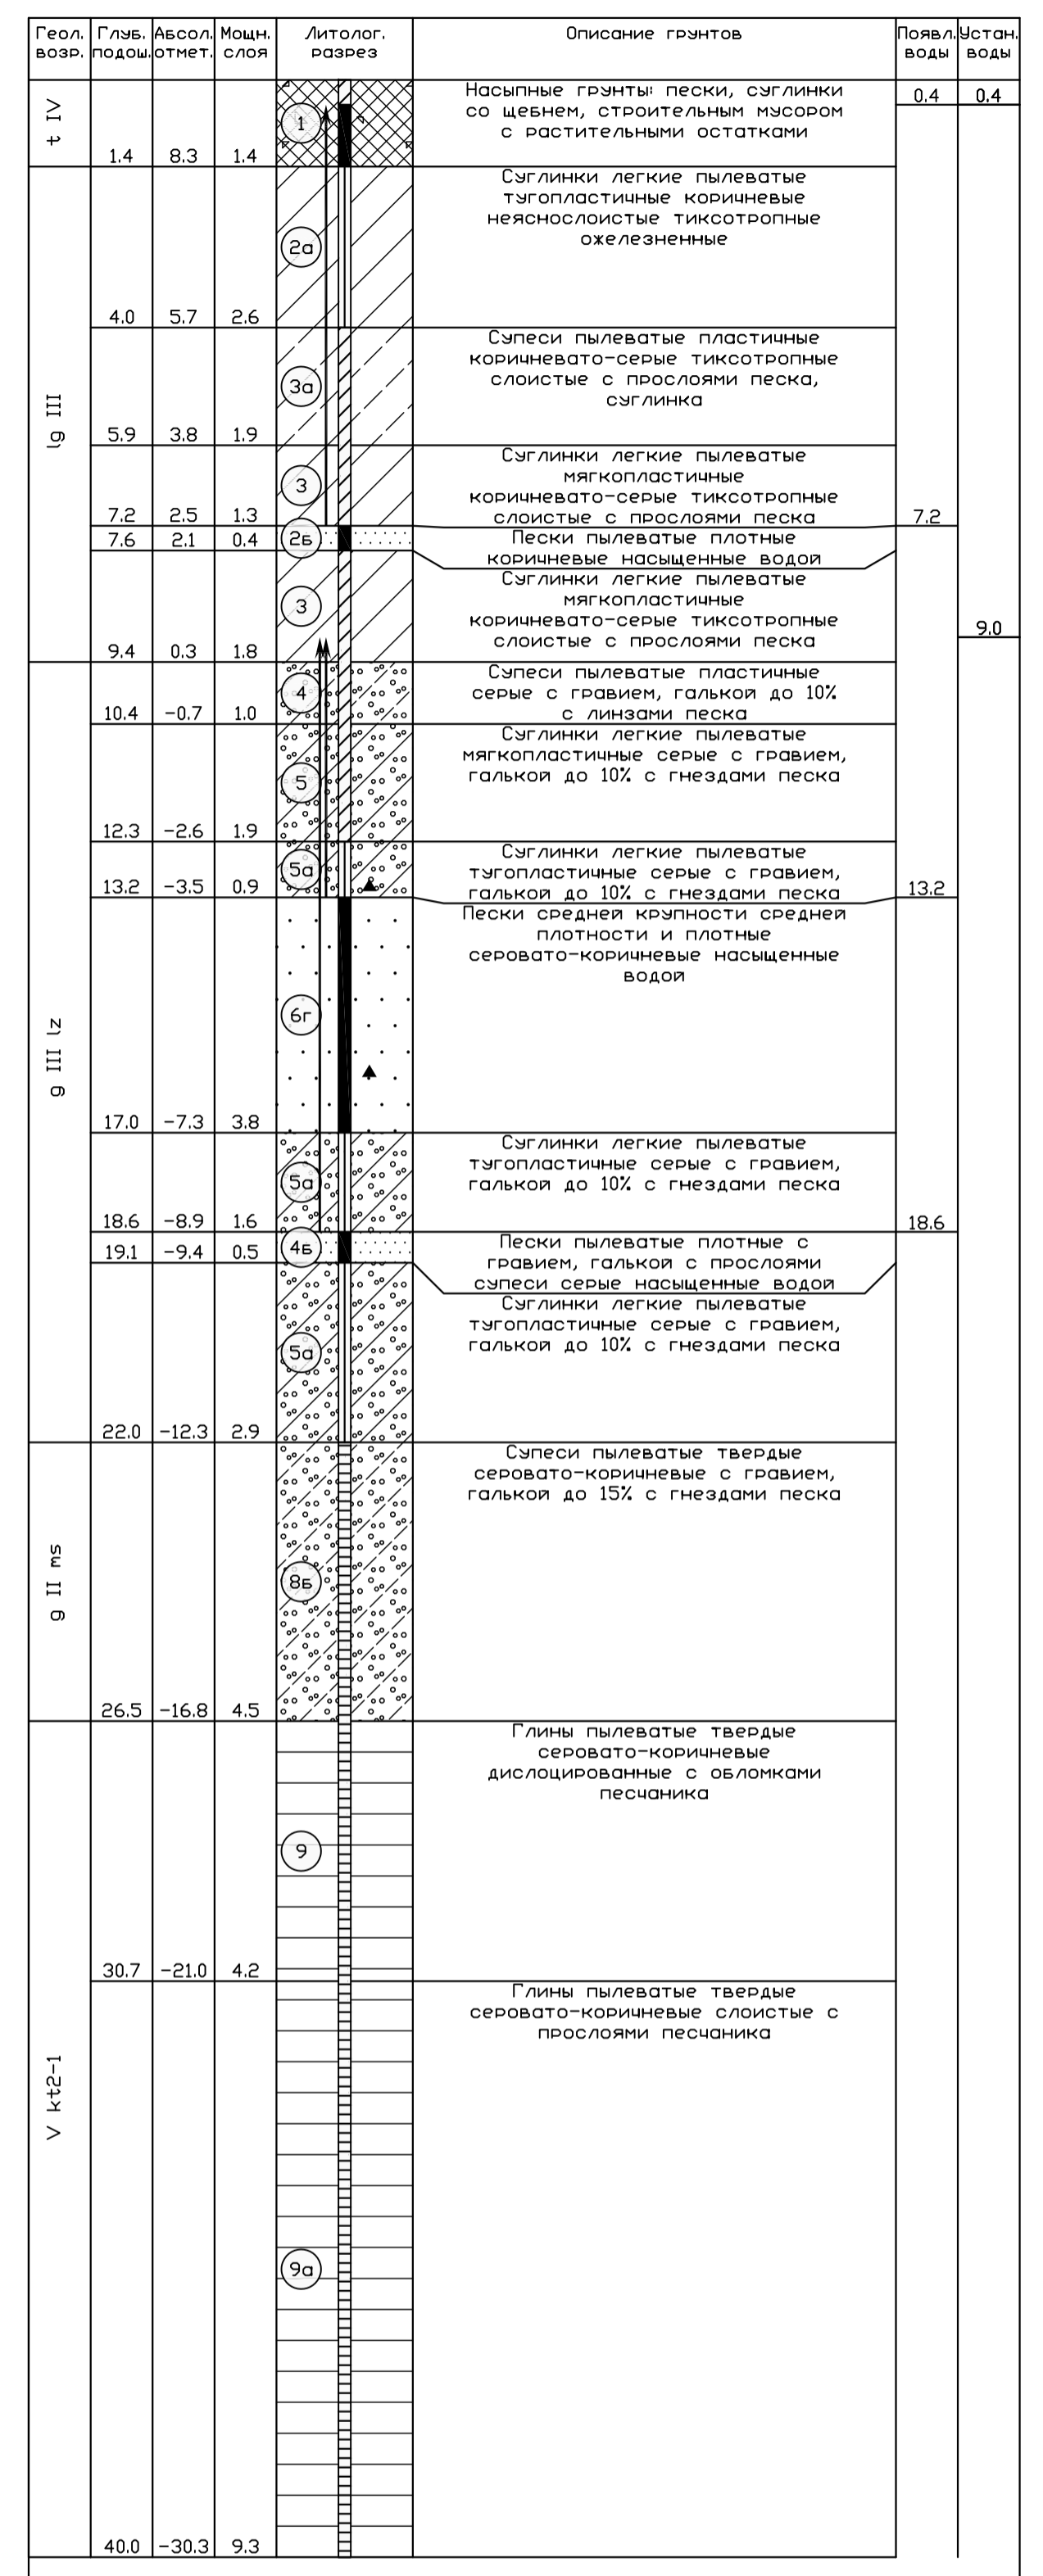 Геол. возр.
Глуб. подош.
Абсол. отмет.
Мощн. слоя
Литолог. разрез
Описание грунтов
Появл. воды
Устан. воды
t IV
1.4 8.3 1.4
1
Насыпные грунты: пески, суглинки
со щебнем, строительным мусором
с растительными остатками
0.4 0.4
lg III
4.0 5.7 2.6
2а
Суглинки легкие пылеватые
тугопластичные коричневые
неяснослоистые тиксотропные
ожелезненные
5.9 3.8 1.9
3а
Супеси пылеватые пластичные
коричневато-серые тиксотропные
слоистые с прослоями песка,
суглинка
7.2 2.5 1.3
3
Суглинки легкие пылеватые
мягкопластичные
коричневато-серые тиксотропные
слоистые с прослоями песка
7.2
7.6 2.1 0.4
2б
Пески пылеватые плотные
коричневые насыщенные водой
9.4 0.3 1.8
3
Суглинки легкие пылеватые
мягкопластичные
коричневато-серые тиксотропные
слоистые с прослоями песка
9.0
g III lz
10.4 -0.7 1.0
4
Супеси пылеватые пластичные
серые с гравием, галькой до 10%
с линзами песка
12.3 -2.6 1.9
5
Суглинки легкие пылеватые
мягкопластичные серые с гравием,
галькой до 10% с гнездами песка
13.2 -3.5 0.9
5а
Суглинки легкие пылеватые
тугопластичные серые с гравием,
галькой до 10% с гнездами песка
13.2
17.0 -7.3 3.8
6г
Пески средней крупности средней
плотности и плотные
серовато-коричневые насыщенные
водой
18.6 -8.9 1.6
5а
Суглинки легкие пылеватые
тугопластичные серые с гравием,
галькой до 10% с гнездами песка
18.6
19.1 -9.4 0.5
4б
Пески пылеватые плотные с
гравием, галькой с прослоями
супеси серые насыщенные водой
22.0 -12.3 2.9
5а
Суглинки легкие пылеватые
тугопластичные серые с гравием,
галькой до 10% с гнездами песка
g II ms
26.5 -16.8 4.5
8б
Супеси пылеватые твердые
серовато-коричневые с гравием,
галькой до 15% с гнездами песка
V kt2-1
30.7 -21.0 4.2
9
Глины пылеватые твердые
серовато-коричневые
дислоцированные с обломками
песчаника
40.0 -30.3 9.3
9а
Глины пылеватые твердые
серовато-коричневые слоистые с
прослоями песчаника